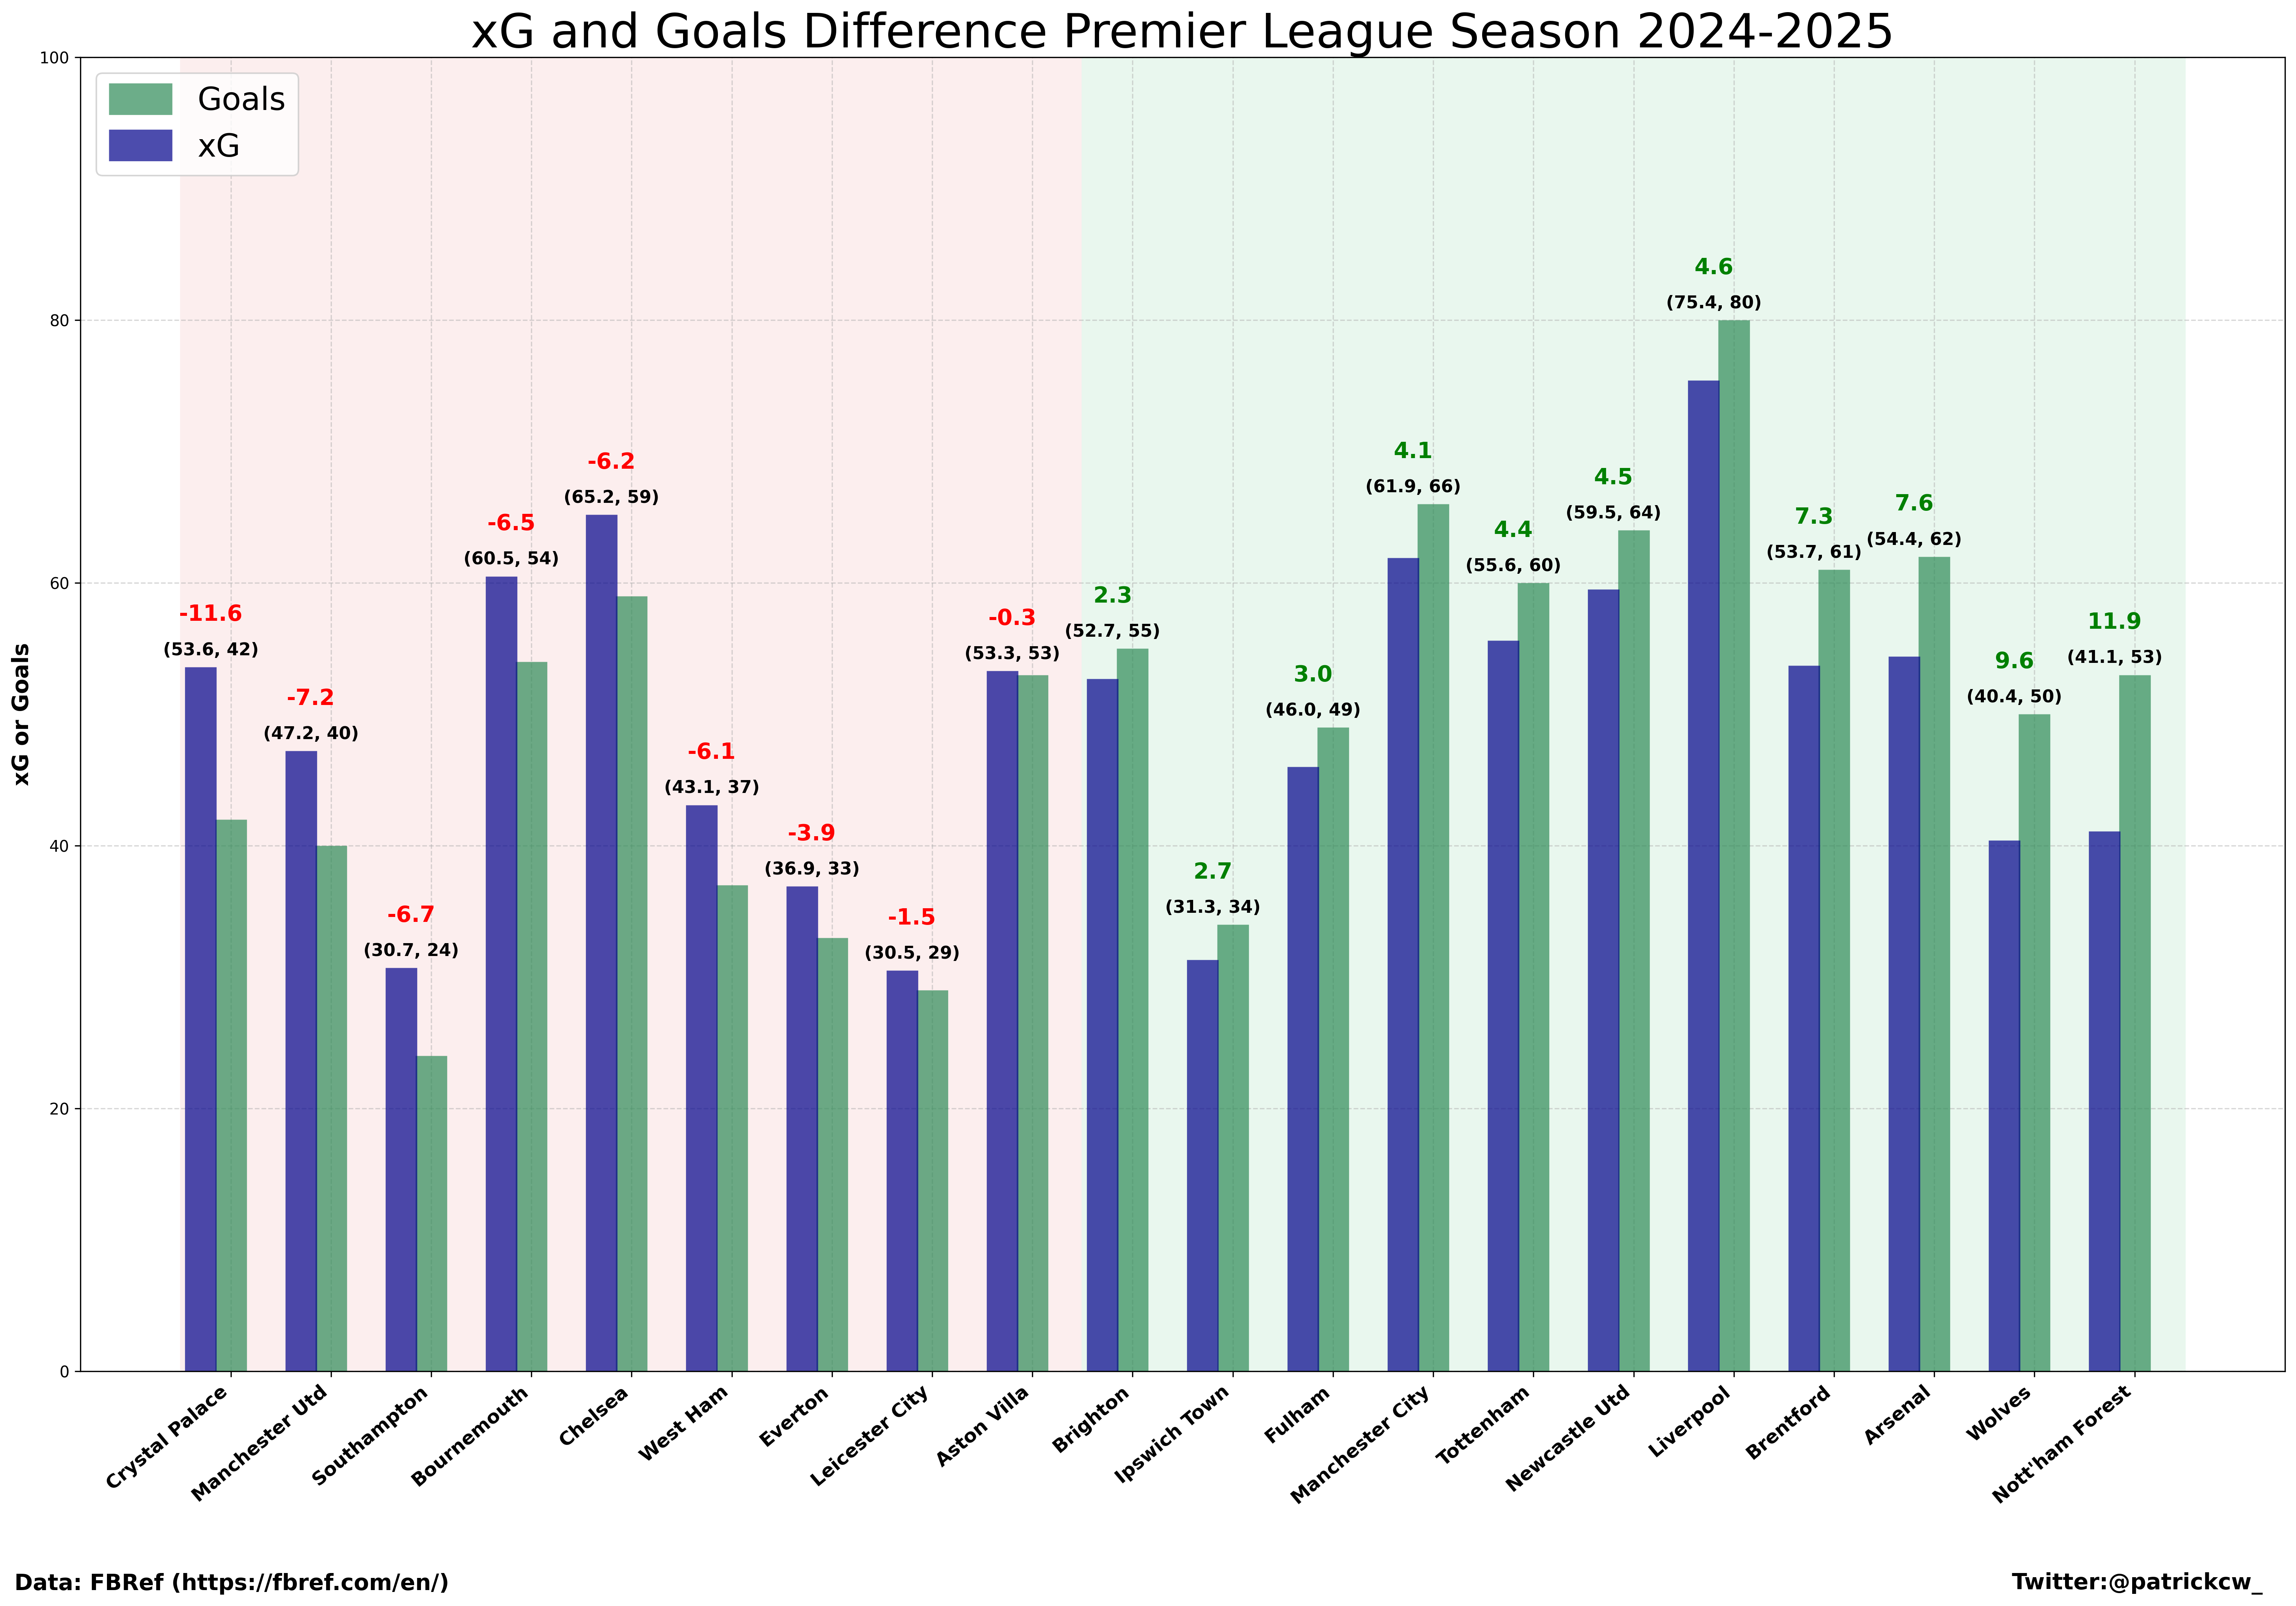 xG and Goals Difference Premier League Season 2024-2025
Goals
xG
xG or Goals
100
80
60
40
20
0
-11.6
(53.6, 42)
-7.2
(47.2, 40)
-6.7
(30.7, 24)
-6.5
(60.5, 54)
-6.2
(65.2, 59)
-6.1
(43.1, 37)
-3.9
(36.9, 33)
-1.5
(30.5, 29)
-0.3
(53.3, 53)
2.3
(52.7, 55)
2.7
(31.3, 34)
3.0
(46.0, 49)
4.1
(61.9, 66)
4.4
(55.6, 60)
4.5
(59.5, 64)
4.6
(75.4, 80)
7.3
(53.7, 61)
7.6
(54.4, 62)
9.6
(40.4, 50)
11.9
(41.1, 53)
Crystal Palace
Manchester Utd
Southampton
Bournemouth
Chelsea
West Ham
Everton
Leicester City
Aston Villa
Brighton
Ipswich Town
Fulham
Manchester City
Tottenham
Newcastle Utd
Liverpool
Brentford
Arsenal
Wolves
Nott'ham Forest
Data: FBRef (https://fbref.com/en/)
Twitter:@patrickcw_